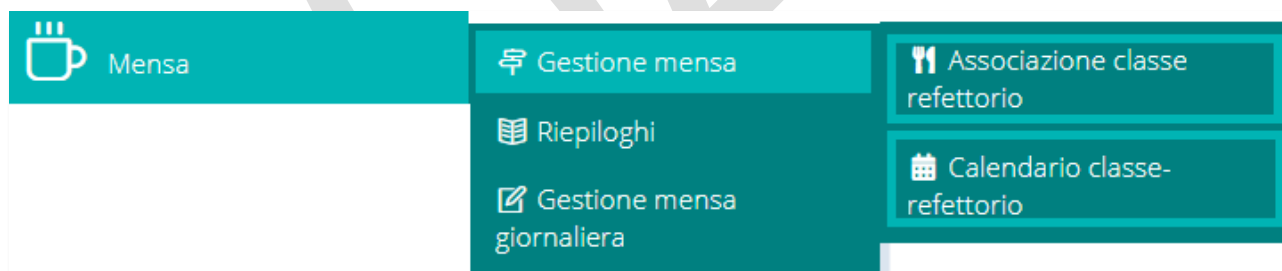 Mensa
Gestione mensa
Riepiloghi
Gestione mensa
giornaliera
Associazione classe
refettorio
Calendario classe-
refettorio